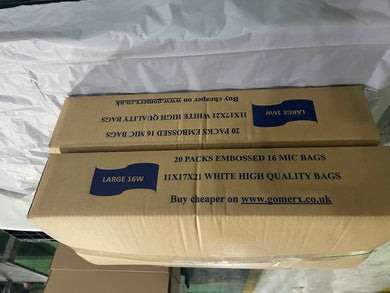 Buy cheaper on www.gomerx.co.uk
11X17X21 WHITE HIGH QUALITY BAGS
20 PACKS EMBOSSED 16 MIC BAGS
LARGE 16W
LARGE 16W
20 PACKS EMBOSSED 16 MIC BAGS
11X17X21 WHITE HIGH QUALITY BAGS
Buy cheaper on www.gomerx.co.uk